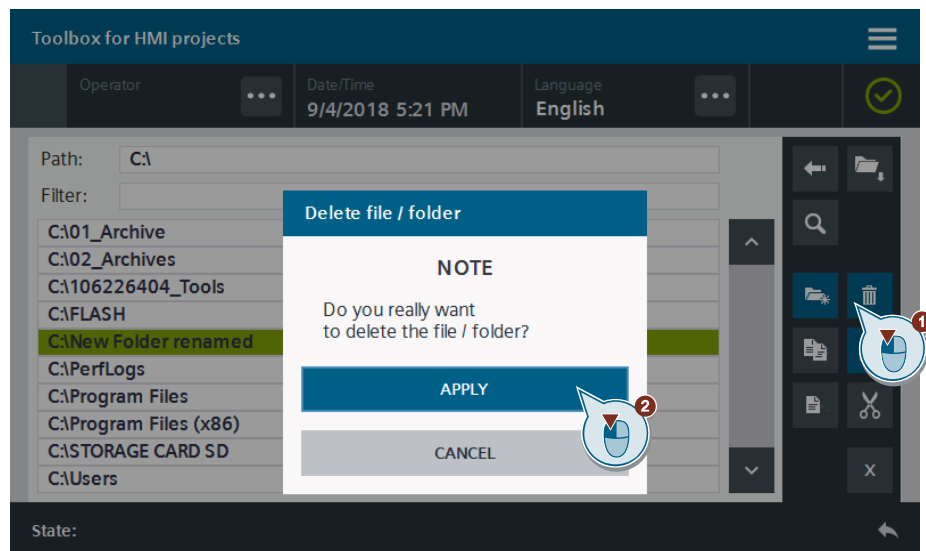 Toolbox for HMI projects
Operator
Date/Time
Language
9/4/2018 5:21 PM
English
Path: C:\
Filter:
Delete file / folder
C:\01_Archive
C:\02_Archives
C:\106226404_Tools
C:\FLASH
C:\New Folder renamed
C:\PerfLogs
C:\Program Files
C:\Program Files (x86)
C:\STORAGE CARD SD
C:\Users
NOTE
Do you really want
to delete the file / folder?
APPLY
CANCEL
1
2
X
State: